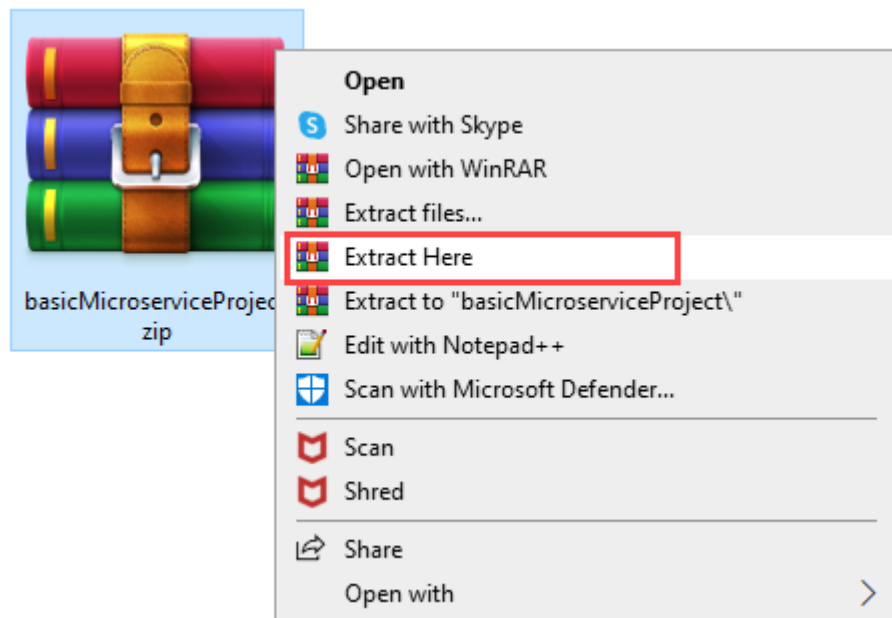 basicMicroserviceProjec
zip
Open
Share with Skype
Open with WinRAR
Extract files...
Extract Here
Extract to "basicMicroserviceProject\"
Edit with Notepad++
Scan with Microsoft Defender...
Scan
Shred
Share
Open with